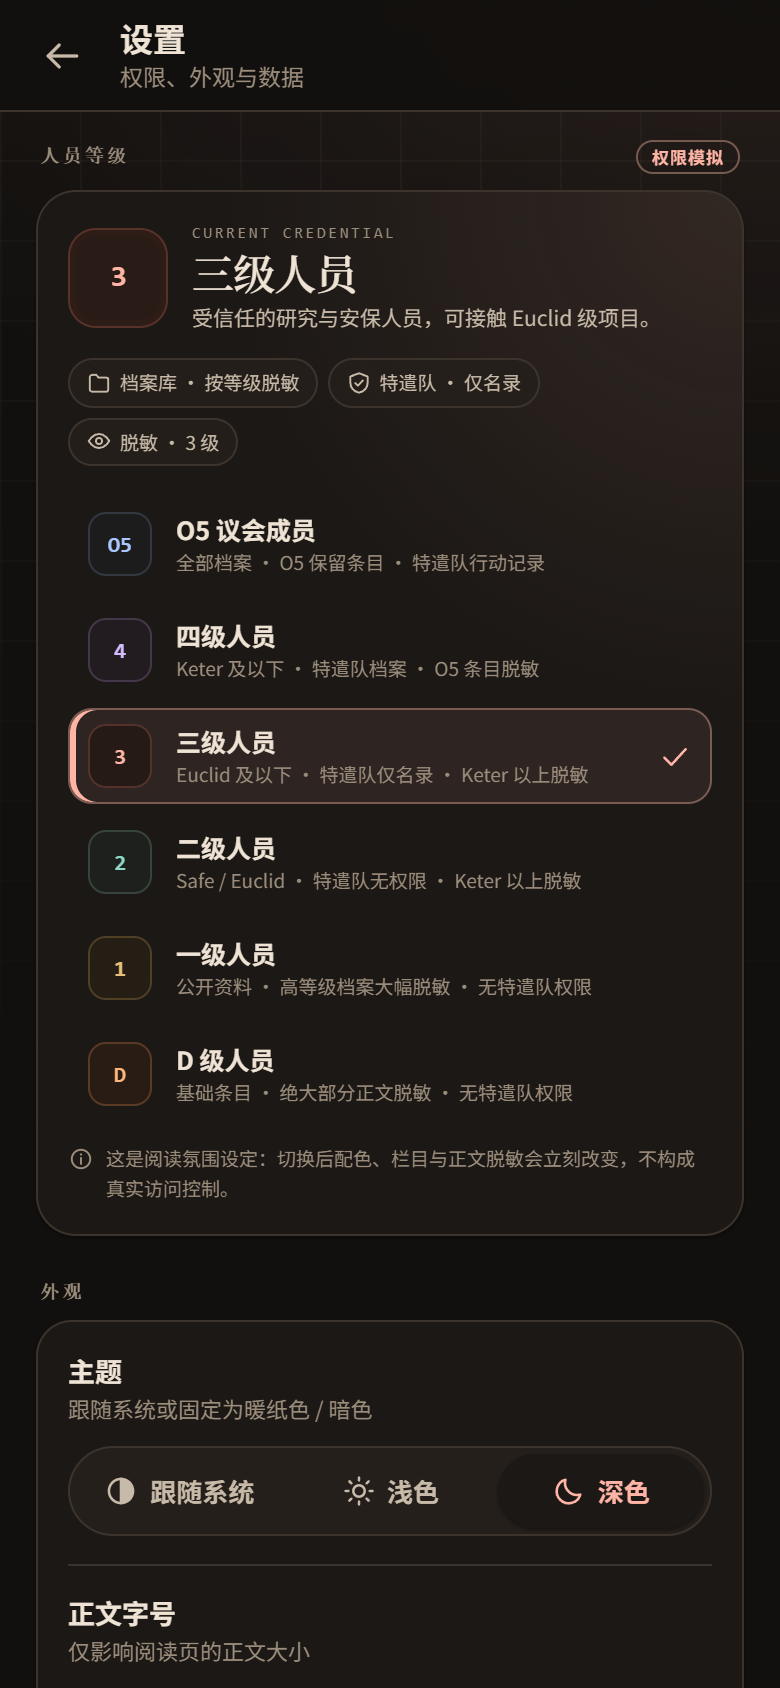 设置
权限、外观与数据
人员等级
权限模拟
3
CURRENT CREDENTIAL
三级人员
受信任的研究与安保人员，可接触 Euclid 级项目。
档案库 · 按等级脱敏
特遣队 · 仅名录
脱敏 · 3 级
O5
O5 议会成员
全部档案 · O5 保留条目 · 特遣队行动记录
4
四级人员
Keter 及以下 · 特遣队档案 · O5 条目脱敏
3
三级人员
Euclid 及以下 · 特遣队仅名录 · Keter 以上脱敏
2
二级人员
Safe / Euclid · 特遣队无权限 · Keter 以上脱敏
1
一级人员
公开资料 · 高等级档案大幅脱敏 · 无特遣队权限
D
D 级人员
基础条目 · 绝大部分正文脱敏 · 无特遣队权限
这是阅读氛围设定：切换后配色、栏目与正文脱敏会立刻改变，不构成
真实访问控制。
外观
主题
跟随系统或固定为暖纸色 / 暗色
跟随系统
浅色
深色
正文字号
仅影响阅读页的正文大小